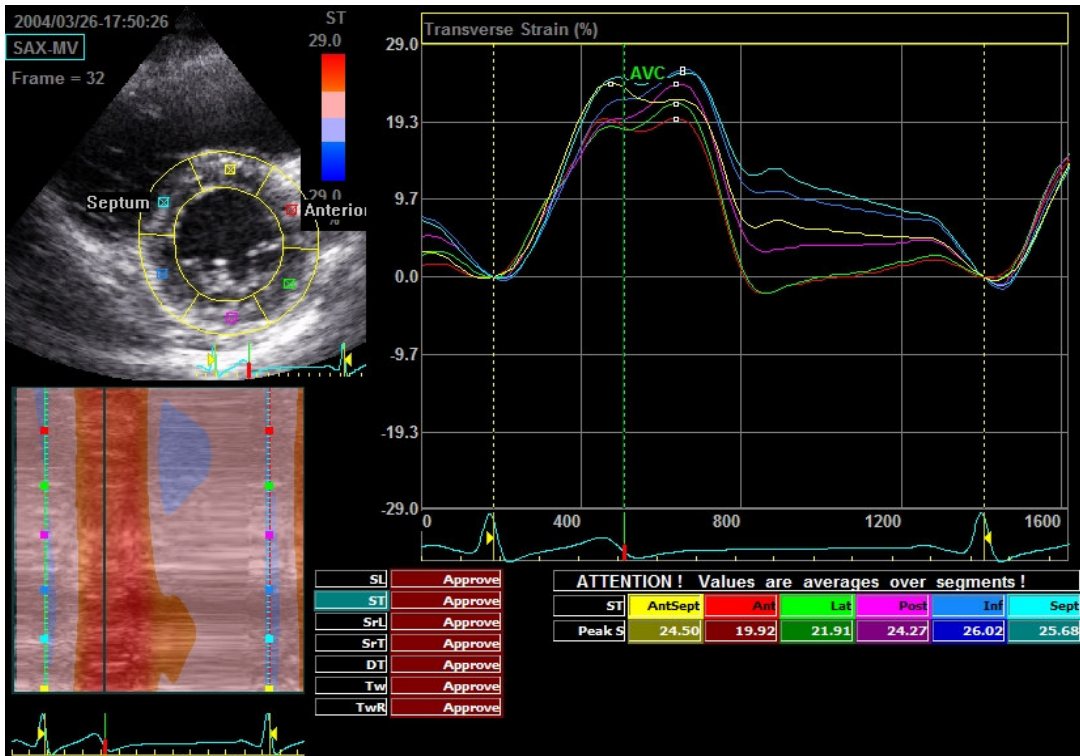 2004/03/26-17:50:26
ST
SAX-MV
29.0
Frame = 32
Septum
29.0
%
Anterior
Transverse Strain (%)
29.0
AVC
19.3
9.7
0.0
-9.7
-19.3
-29.0
0 400 800 1200 1600
SL Approve
ST Approve
SrL Approve
SrT Approve
DT Approve
Tw Approve
TwR Approve
ATTENTION ! Values are averages over segments !
ST AntSept Ant Lat Post Inf Sept
Peak S 24.50 19.92 21.91 24.27 26.02 25.68